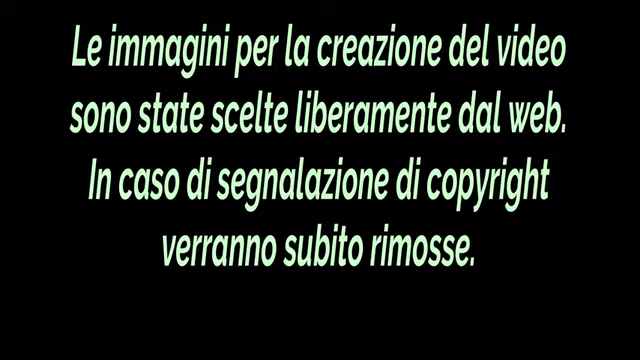 Le immagini per la creazione del video
sono state scelte liberamente dal web.
In caso di segnalazione di copyright
verranno subito rimosse.